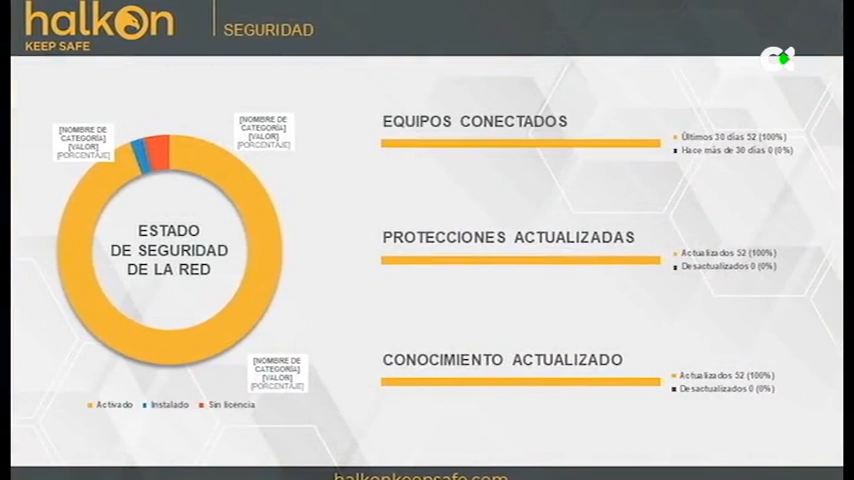 halkon
KEEP SAFE
SEGURIDAD
[NOMBRE DE
CATEGORÍA]
[VALOR]
[PORCENTAJE]
[NOMBRE DE
CATEGORÍA]
[VALOR]
[PORCENTAJE]
ESTADO
DE SEGURIDAD
DE LA RED
[NOMBRE DE
CATEGORÍA]
[VALOR]
[PORCENTAJE]
Activado Instalado Sin licencia
EQUIPOS CONECTADOS
Últimos 30 días 52 (100%)
Hace más de 30 días 0 (0%)
PROTECCIONES ACTUALIZADAS
Actualizados 52 (100%)
Desactualizados 0 (0%)
CONOCIMIENTO ACTUALIZADO
Actualizados 52 (100%)
Desactualizados 0 (0%)
halkonkeepsafe.com